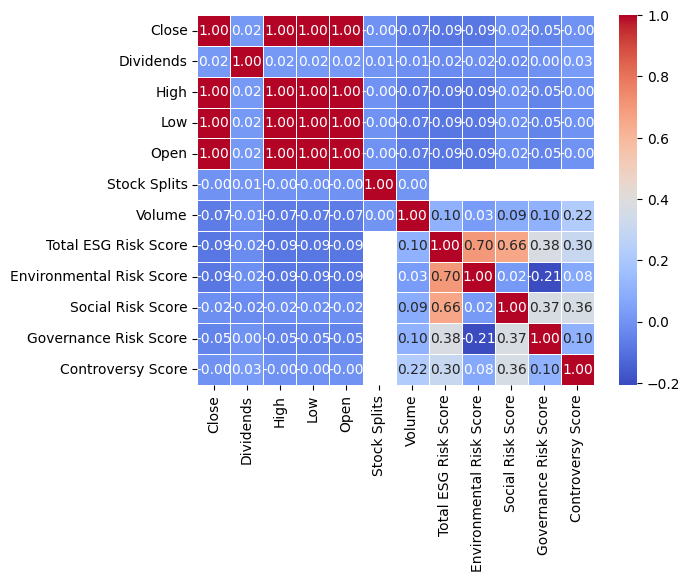 Close 1.00 0.02 1.00 1.00 1.00 -0.00 -0.07 -0.09 -0.09 -0.02 -0.05 -0.00 1.0
Dividends 0.02 1.00 0.02 0.02 0.02 0.01 -0.01 -0.02 -0.02 -0.02 0.00 0.03
0.8
High 1.00 0.02 1.00 1.00 1.00 -0.00 -0.07 -0.09 -0.09 -0.02 -0.05 -0.00
Low 1.00 0.02 1.00 1.00 1.00 -0.00 -0.07 -0.09 -0.09 -0.02 -0.05 -0.00
0.6
Open 1.00 0.02 1.00 1.00 1.00 -0.00 -0.07 -0.09 -0.09 -0.02 -0.05 -0.00
Stock Splits -0.00 0.01 -0.00 -0.00 -0.00 1.00 0.00
0.4
Volume -0.07 -0.01 -0.07 -0.07 -0.07 0.00 1.00 0.10 0.03 0.09 0.10 0.22
Total ESG Risk Score -0.09 -0.02 -0.09 -0.09 -0.09 0.10 1.00 0.70 0.66 0.38 0.30
0.2
Environmental Risk Score -0.09 -0.02 -0.09 -0.09 -0.09 0.03 0.70 1.00 0.02 -0.21 0.08
Social Risk Score -0.02 -0.02 -0.02 -0.02 -0.02 0.09 0.66 0.02 1.00 0.37 0.36
0.0
Governance Risk Score -0.05 0.00 -0.05 -0.05 -0.05 0.10 0.38 -0.21 0.37 1.00 0.10
Controversy Score -0.00 0.03 -0.00 -0.00 -0.00 0.22 0.30 0.08 0.36 0.10 1.00
−0.2
Close
Dividends
High
Low
Open
Stock Splits
Volume
Total ESG Risk Score
Environmental Risk Score
Social Risk Score
Governance Risk Score
Controversy Score